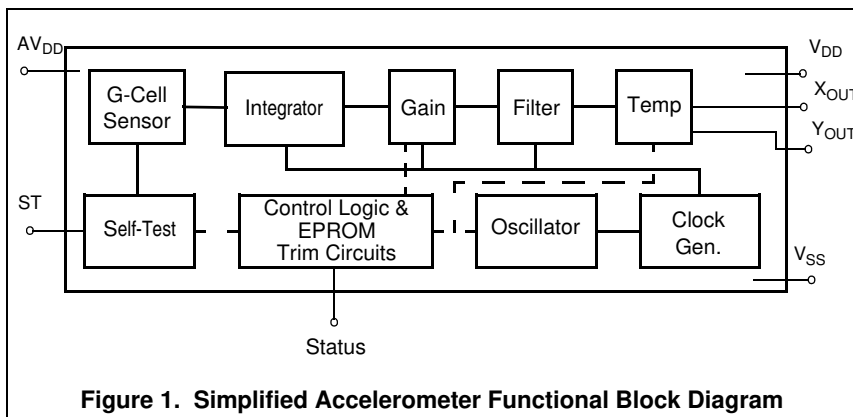 AVDD
VDD
G-Cell
Sensor
Integrator
Gain
Filter
Temp
XOUT
YOUT
ST
Self-Test
Control Logic &
EPROM
Trim Circuits
Oscillator
Clock
Gen.
VSS
Status
Figure 1. Simplified Accelerometer Functional Block Diagram